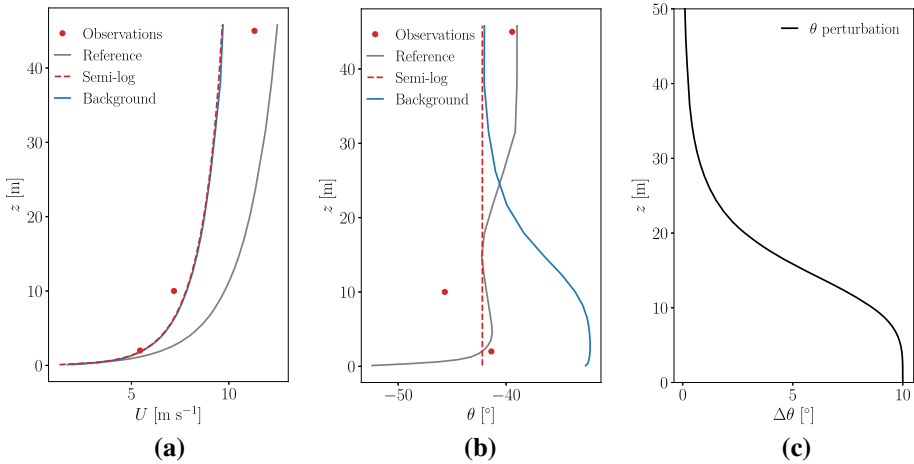 Observations
Reference
Semi-log
Background
40
30
20
10
0
z [m]
5
10
U [m s⁻¹]
(a)
Observations
Reference
Semi-log
Background
40
30
20
10
0
z [m]
−50
−40
θ [°]
(b)
θ perturbation
50
40
30
20
10
0
z [m]
0
5
10
Δθ [°]
(c)